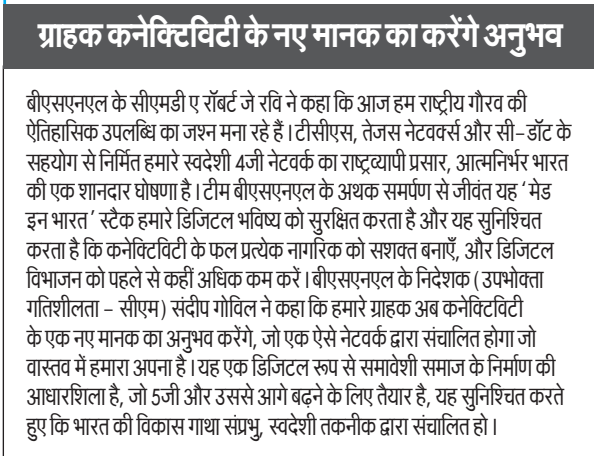 ग्राहक कनेक्टिविटी के नए मानक का करेंगे अनुभव
बीएसएनएल के सीएमडी ए रॉबर्ट जे रवि ने कहा कि आज हम राष्ट्रीय गौरव की
ऐतिहासिक उपलब्धि का जश्न मना रहे हैं। टीसीएस, तेजस नेटवर्क्स और सी-डॉट के
सहयोग से निर्मित हमारे स्वदेशी 4जी नेटवर्क का राष्ट्रव्यापी प्रसार, आत्मनिर्भर भारत
की एक शानदार घोषणा है। टीम बीएसएनएल के अथक समर्पण से जीवंत यह ' मेड
इन भारत ' स्टैक हमारे डिजिटल भविष्य को सुरक्षित करता है और यह सुनिश्चित
करता है कि कनेक्टिविटी के फल प्रत्येक नागरिक को सशक्त बनाएँ, और डिजिटल
विभाजन को पहले से कहीं अधिक कम करें। बीएसएनएल के निदेशक ( उपभोक्ता
गतिशीलता - सीएम ) संदीप गोविल ने कहा कि हमारे ग्राहक अब कनेक्टिविटी
के एक नए मानक का अनुभव करेंगे, जो एक ऐसे नेटवर्क द्वारा संचालित होगा जो
वास्तव में हमारा अपना है। यह एक डिजिटल रूप से समावेशी समाज के निर्माण की
आधारशिला है, जो 5जी और उससे आगे बढ़ने के लिए तैयार है, यह सुनिश्चित करते
हुए कि भारत की विकास गाथा संप्रभु, स्वदेशी तकनीक द्वारा संचालित हो।